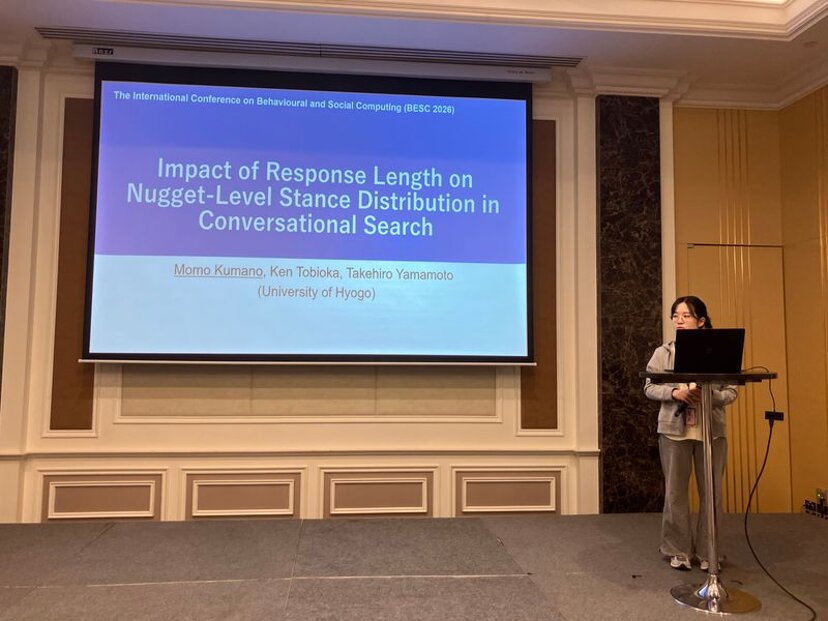 The International Conference on Behavioural and Social Computing (BESC 2026)
Impact of Response Length on
Nugget-Level Stance Distribution in
Conversational Search
Momo Kumano, Ken Tobioka, Takehiro Yamamoto
(University of Hyogo)